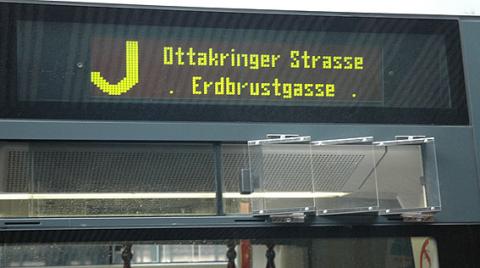 J
Ottakringer Strasse
. Erdbrustgasse .